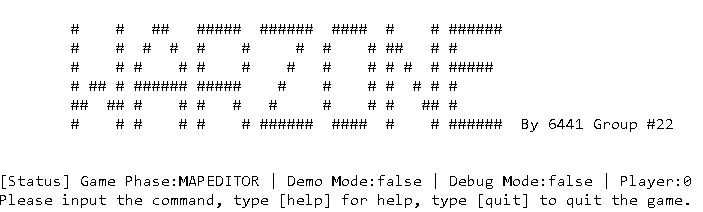 WARZONE
By 6441 Group #22
[Status] Game Phase:MAPEDITOR | Demo Mode:false | Debug Mode:false | Player:0
Please input the command, type [help] for help, type [quit] to quit the game.